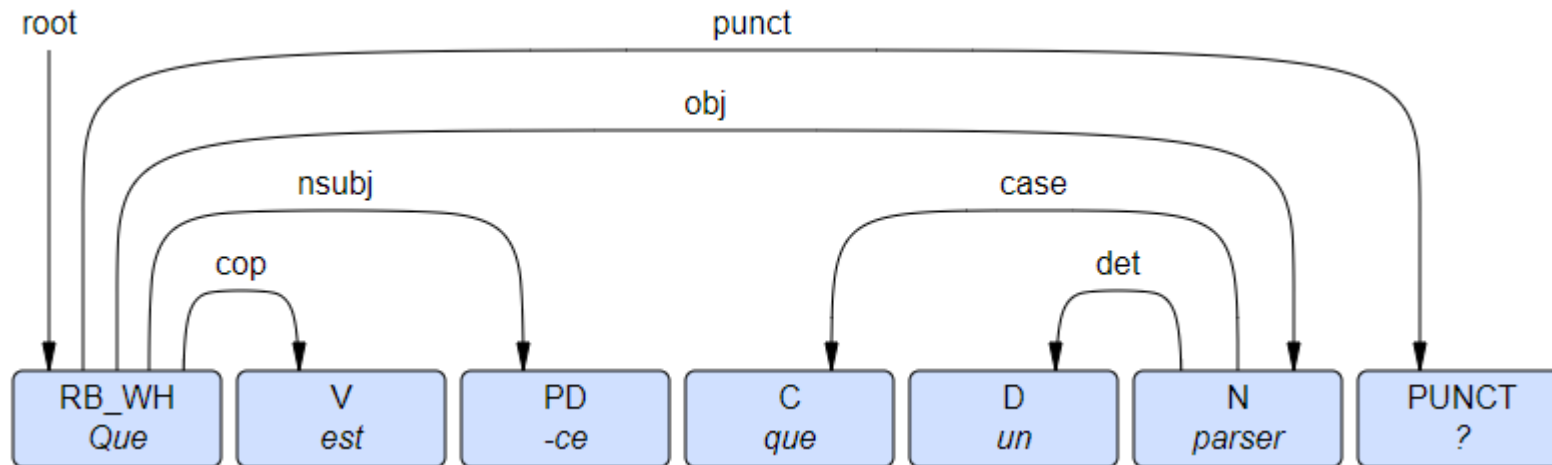 root
punct
obj
nsubj
case
cop
det
RB_WH V PD C D N PUNCT
Que est -ce que un parser ?